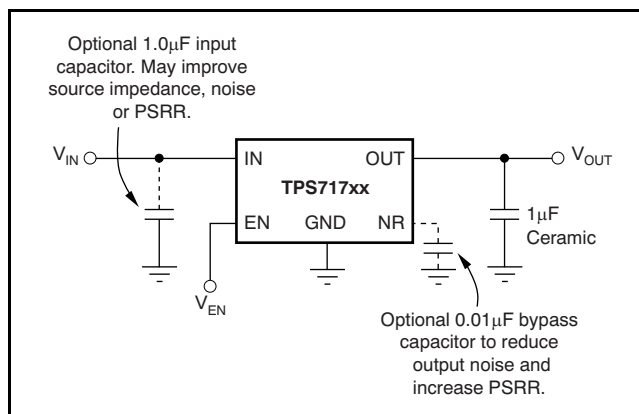 Optional 1.0μF input
capacitor. May improve
source impedance, noise
or PSRR.
V_IN
IN
OUT
V_OUT
TPS717xx
EN
GND
NR
1μF
Ceramic
V_EN
Optional 0.01μF bypass
capacitor to reduce
output noise and
increase PSRR.